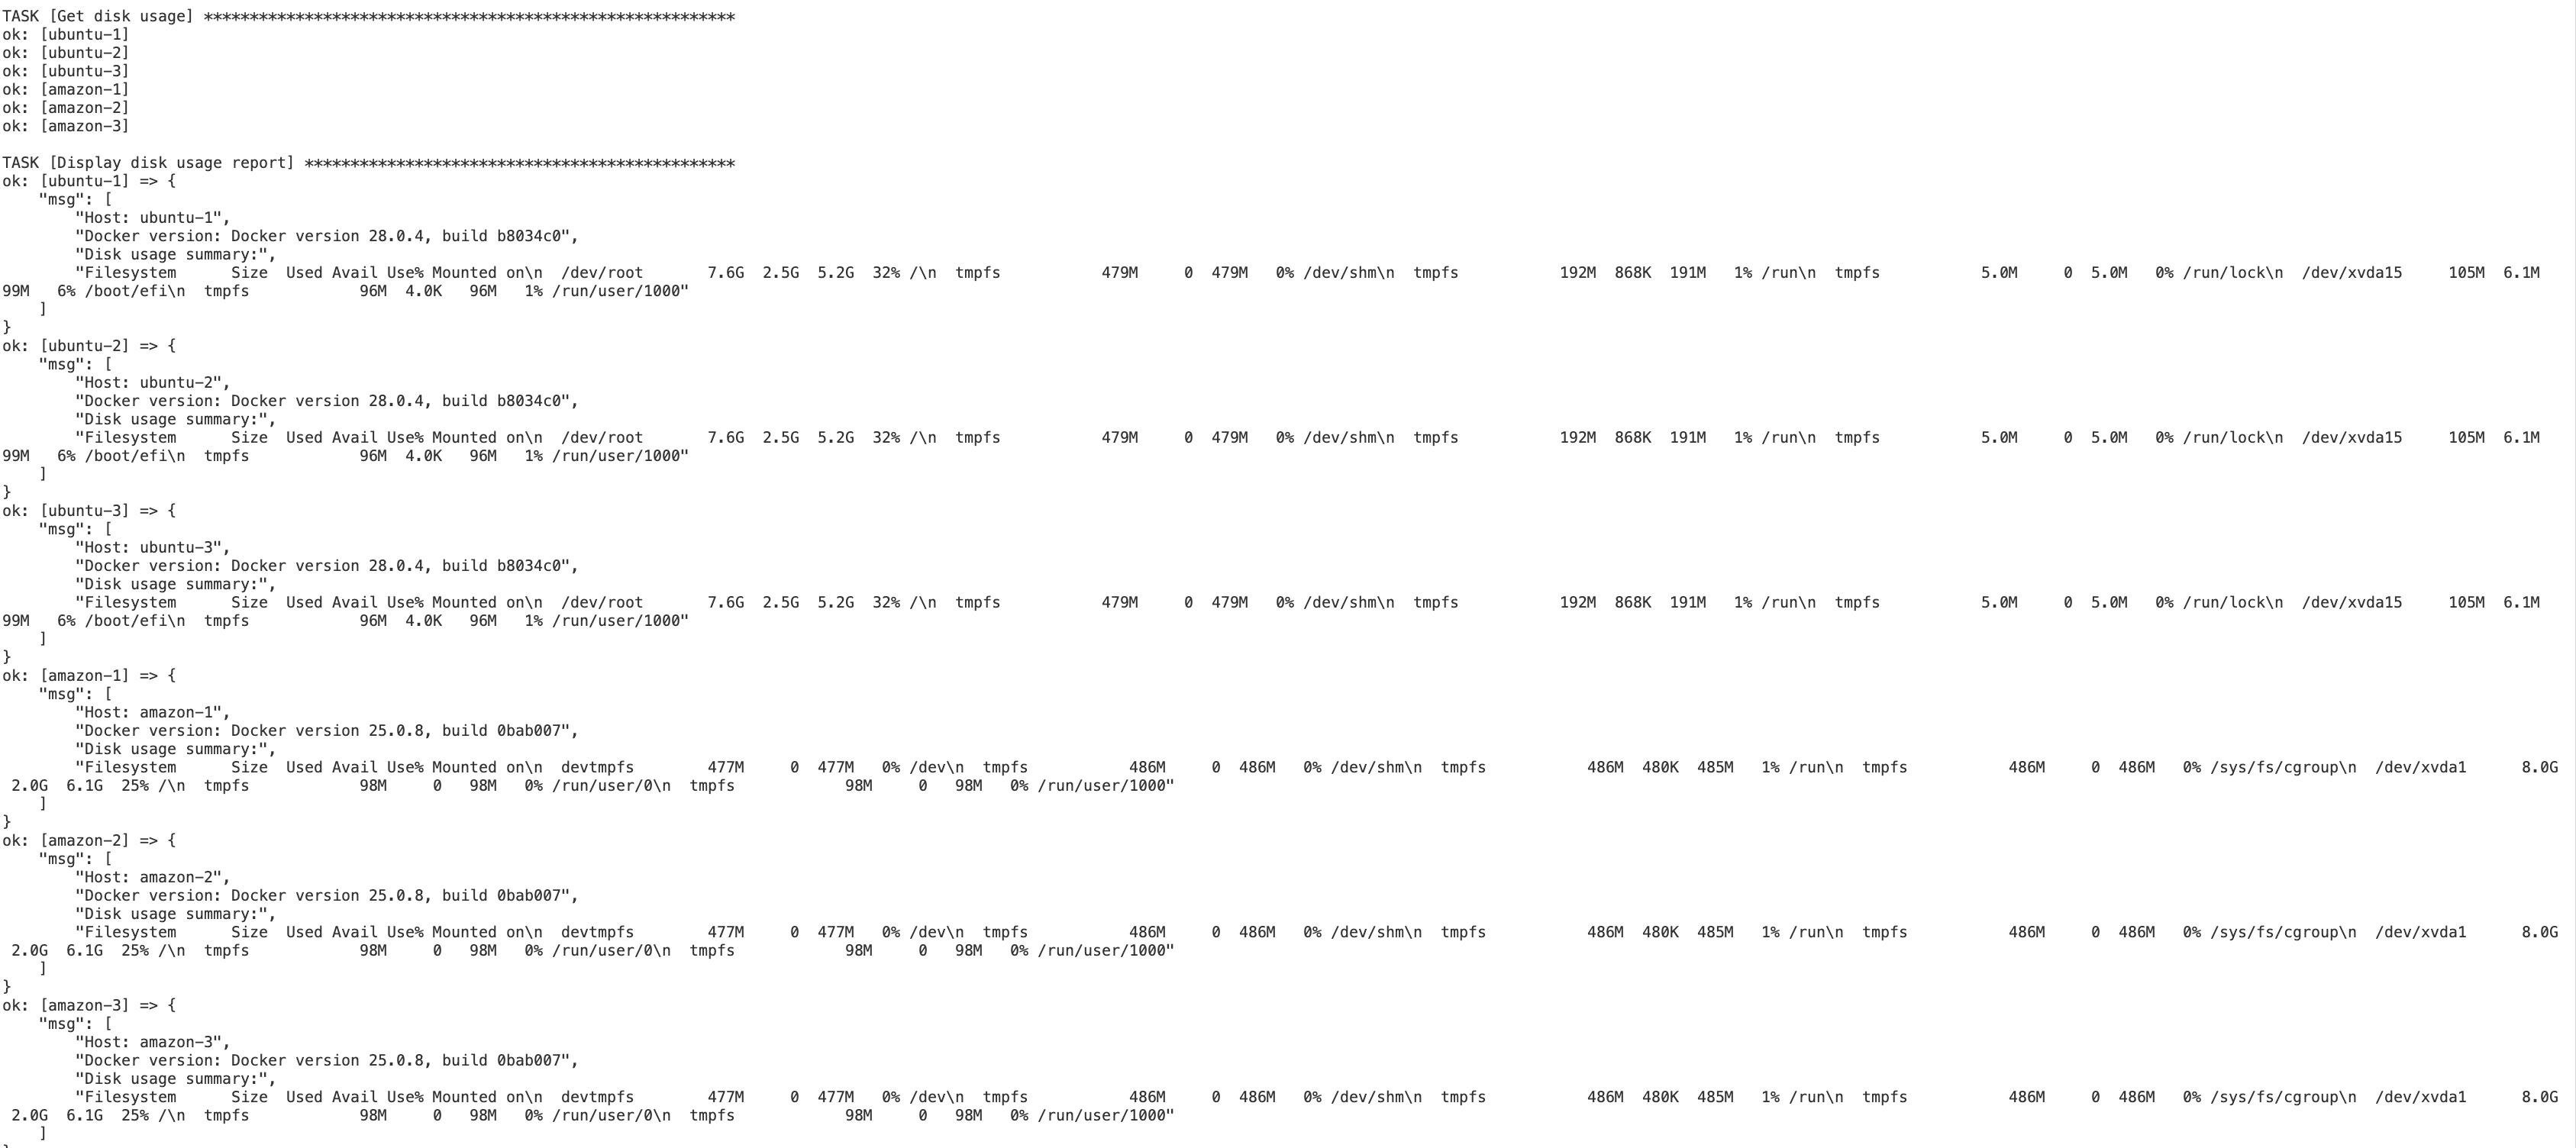 TASK [Get disk usage] **********************************************************
ok: [ubuntu-1]
ok: [ubuntu-2]
ok: [ubuntu-3]
ok: [amazon-1]
ok: [amazon-2]
ok: [amazon-3]

TASK [Display disk usage report] ***********************************************
ok: [ubuntu-1] => {
    "msg": [
        "Host: ubuntu-1",
        "Docker version: Docker version 28.0.4, build b8034c0",
        "Disk usage summary:",
        "Filesystem      Size  Used Avail Use% Mounted on\n  /dev/root       7.6G  2.5G  5.2G  32% /\n  tmpfs           479M     0  479M   0% /dev/shm\n  tmpfs           192M  868K  191M   1% /run\n  tmpfs           5.0M     0  5.0M   0% /run/lock\n  /dev/xvda15     105M  6.1M
99M   6% /boot/efi\n  tmpfs            96M  4.0K   96M   1% /run/user/1000"
    ]
}
ok: [ubuntu-2] => {
    "msg": [
        "Host: ubuntu-2",
        "Docker version: Docker version 28.0.4, build b8034c0",
        "Disk usage summary:",
        "Filesystem      Size  Used Avail Use% Mounted on\n  /dev/root       7.6G  2.5G  5.2G  32% /\n  tmpfs           479M     0  479M   0% /dev/shm\n  tmpfs           192M  868K  191M   1% /run\n  tmpfs           5.0M     0  5.0M   0% /run/lock\n  /dev/xvda15     105M  6.1M
99M   6% /boot/efi\n  tmpfs            96M  4.0K   96M   1% /run/user/1000"
    ]
}
ok: [ubuntu-3] => {
    "msg": [
        "Host: ubuntu-3",
        "Docker version: Docker version 28.0.4, build b8034c0",
        "Disk usage summary:",
        "Filesystem      Size  Used Avail Use% Mounted on\n  /dev/root       7.6G  2.5G  5.2G  32% /\n  tmpfs           479M     0  479M   0% /dev/shm\n  tmpfs           192M  868K  191M   1% /run\n  tmpfs           5.0M     0  5.0M   0% /run/lock\n  /dev/xvda15     105M  6.1M
99M   6% /boot/efi\n  tmpfs            96M  4.0K   96M   1% /run/user/1000"
    ]
}
ok: [amazon-1] => {
    "msg": [
        "Host: amazon-1",
        "Docker version: Docker version 25.0.8, build 0bab007",
        "Disk usage summary:",
        "Filesystem      Size  Used Avail Use% Mounted on\n  devtmpfs        477M     0  477M   0% /dev\n  tmpfs           486M     0  486M   0% /dev/shm\n  tmpfs           486M  480K  485M   1% /run\n  tmpfs           486M     0  486M   0% /sys/fs/cgroup\n  /dev/xvda1      8.0G
 2.0G  6.1G  25% /\n  tmpfs            98M     0   98M   0% /run/user/0\n  tmpfs            98M     0   98M   0% /run/user/1000"
    ]
}
ok: [amazon-2] => {
    "msg": [
        "Host: amazon-2",
        "Docker version: Docker version 25.0.8, build 0bab007",
        "Disk usage summary:",
        "Filesystem      Size  Used Avail Use% Mounted on\n  devtmpfs        477M     0  477M   0% /dev\n  tmpfs           486M     0  486M   0% /dev/shm\n  tmpfs           486M  480K  485M   1% /run\n  tmpfs           486M     0  486M   0% /sys/fs/cgroup\n  /dev/xvda1      8.0G
 2.0G  6.1G  25% /\n  tmpfs            98M     0   98M   0% /run/user/0\n  tmpfs            98M     0   98M   0% /run/user/1000"
    ]
}
ok: [amazon-3] => {
    "msg": [
        "Host: amazon-3",
        "Docker version: Docker version 25.0.8, build 0bab007",
        "Disk usage summary:",
        "Filesystem      Size  Used Avail Use% Mounted on\n  devtmpfs        477M     0  477M   0% /dev\n  tmpfs           486M     0  486M   0% /dev/shm\n  tmpfs           486M  480K  485M   1% /run\n  tmpfs           486M     0  486M   0% /sys/fs/cgroup\n  /dev/xvda1      8.0G
 2.0G  6.1G  25% /\n  tmpfs            98M     0   98M   0% /run/user/0\n  tmpfs            98M     0   98M   0% /run/user/1000"
    ]
}